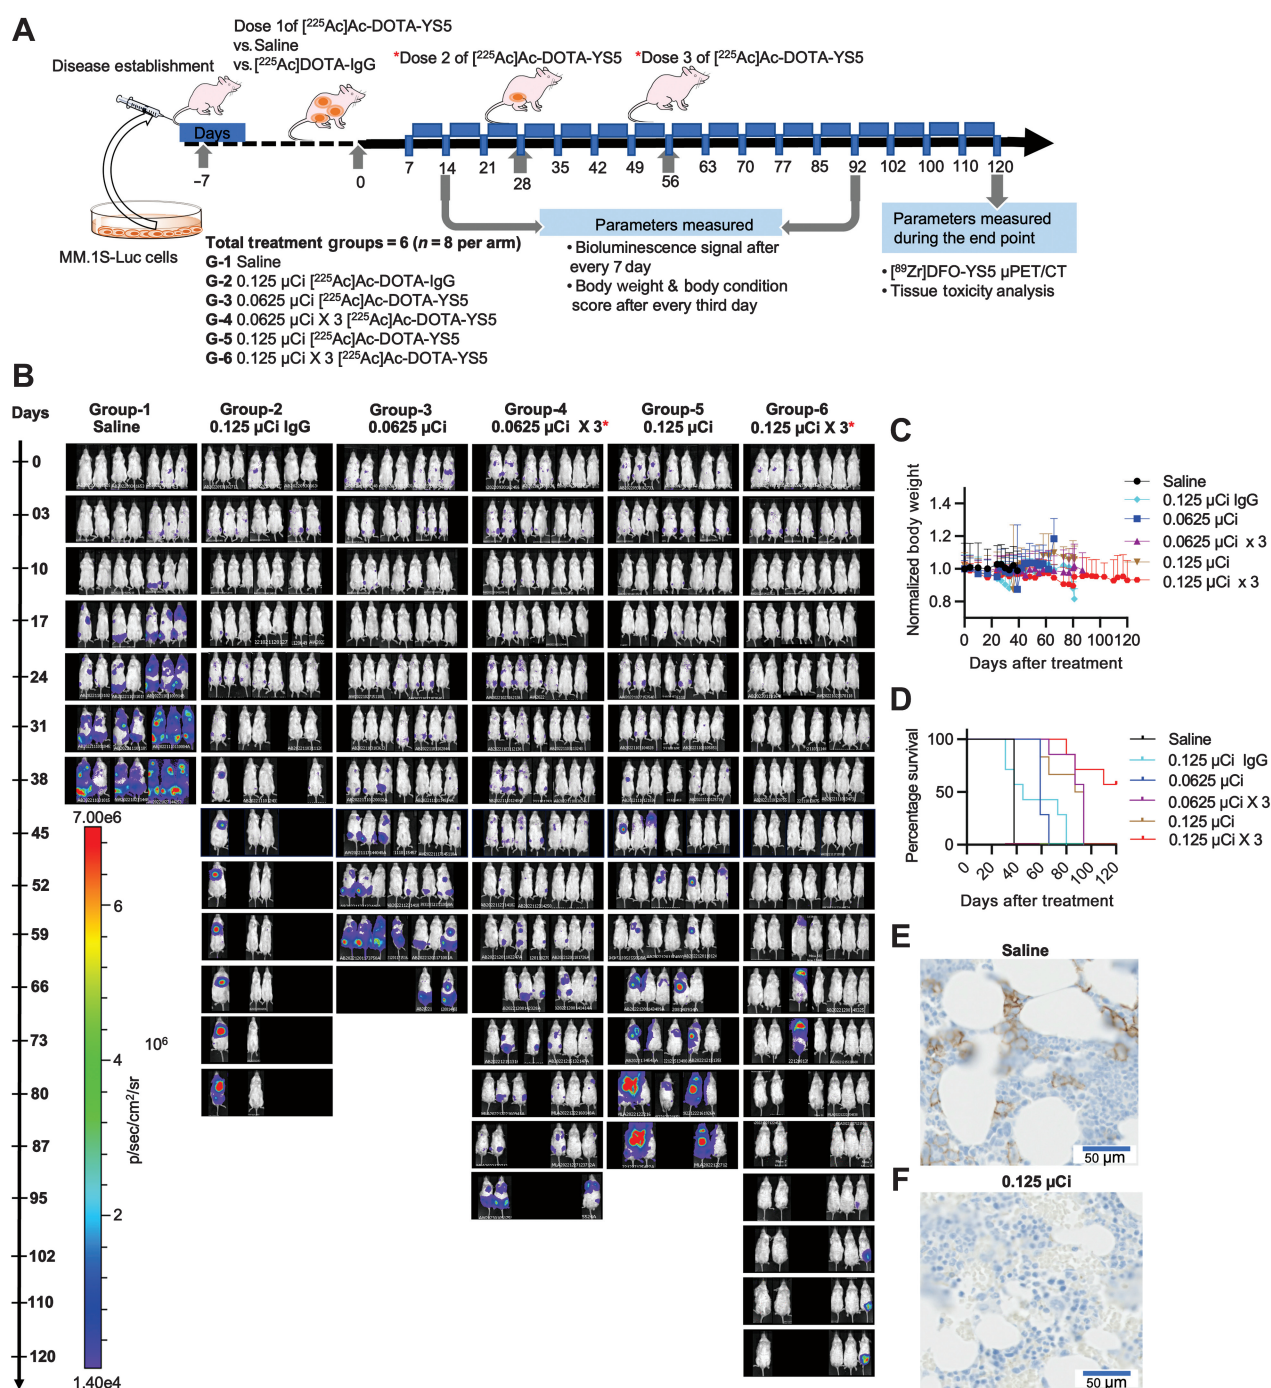 A
Dose 1of [225Ac]Ac-DOTA-YS5
vs. Saline
vs.[225Ac]DOTA-IgG
Disease establishment
*Dose 2 of [225Ac]Ac-DOTA-YS5
*Dose 3 of [225Ac]Ac-DOTA-YS5
Days
–7
0
7
14
21
28
35
42
49
56
63
70
77
85
92
102
100
110
120
MM.1S-Luc cells
Parameters measured
• Bioluminescence signal after
every 7 day
• Body weight & body condition
score after every third day
Parameters measured
during the end point
• [89Zr]DFO-YS5 µPET/CT
• Tissue toxicity analysis
Total treatment groups = 6 (n = 8 per arm)
G-1 Saline
G-2 0.125 µCi [225Ac]Ac-DOTA-IgG
G-3 0.0625 µCi [225Ac]Ac-DOTA-YS5
G-4 0.0625 µCi X 3 [225Ac]Ac-DOTA-YS5
G-5 0.125 µCi [225Ac]Ac-DOTA-YS5
G-6 0.125 µCi X 3 [225Ac]Ac-DOTA-YS5
B
Days
Group-1
Saline
Group-2
0.125 µCi IgG
Group-3
0.0625 µCi
Group-4
0.0625 µCi X 3*
Group-5
0.125 µCi
Group-6
0.125 µCi X 3*
0
03
10
17
24
31
38
45
52
59
66
73
80
87
95
102
110
120
7.00e6
6
4
2
1.40e4
10^6
p/sec/cm2/sr
C
Normalized body weight
1.4
1.2
1.0
0.8
0
20
40
60
80
100
120
Days after treatment
Saline
0.125 µCi IgG
0.0625 µCi
0.0625 µCi x 3
0.125 µCi
0.125 µCi x 3
D
Percentage survival
100
50
0
0
20
40
60
80
100
120
Days after treatment
Saline
0.125 µCi IgG
0.0625 µCi
0.0625 µCi X 3
0.125 µCi
0.125 µCi X 3
E
Saline
50 µm
F
0.125 µCi
50 µm